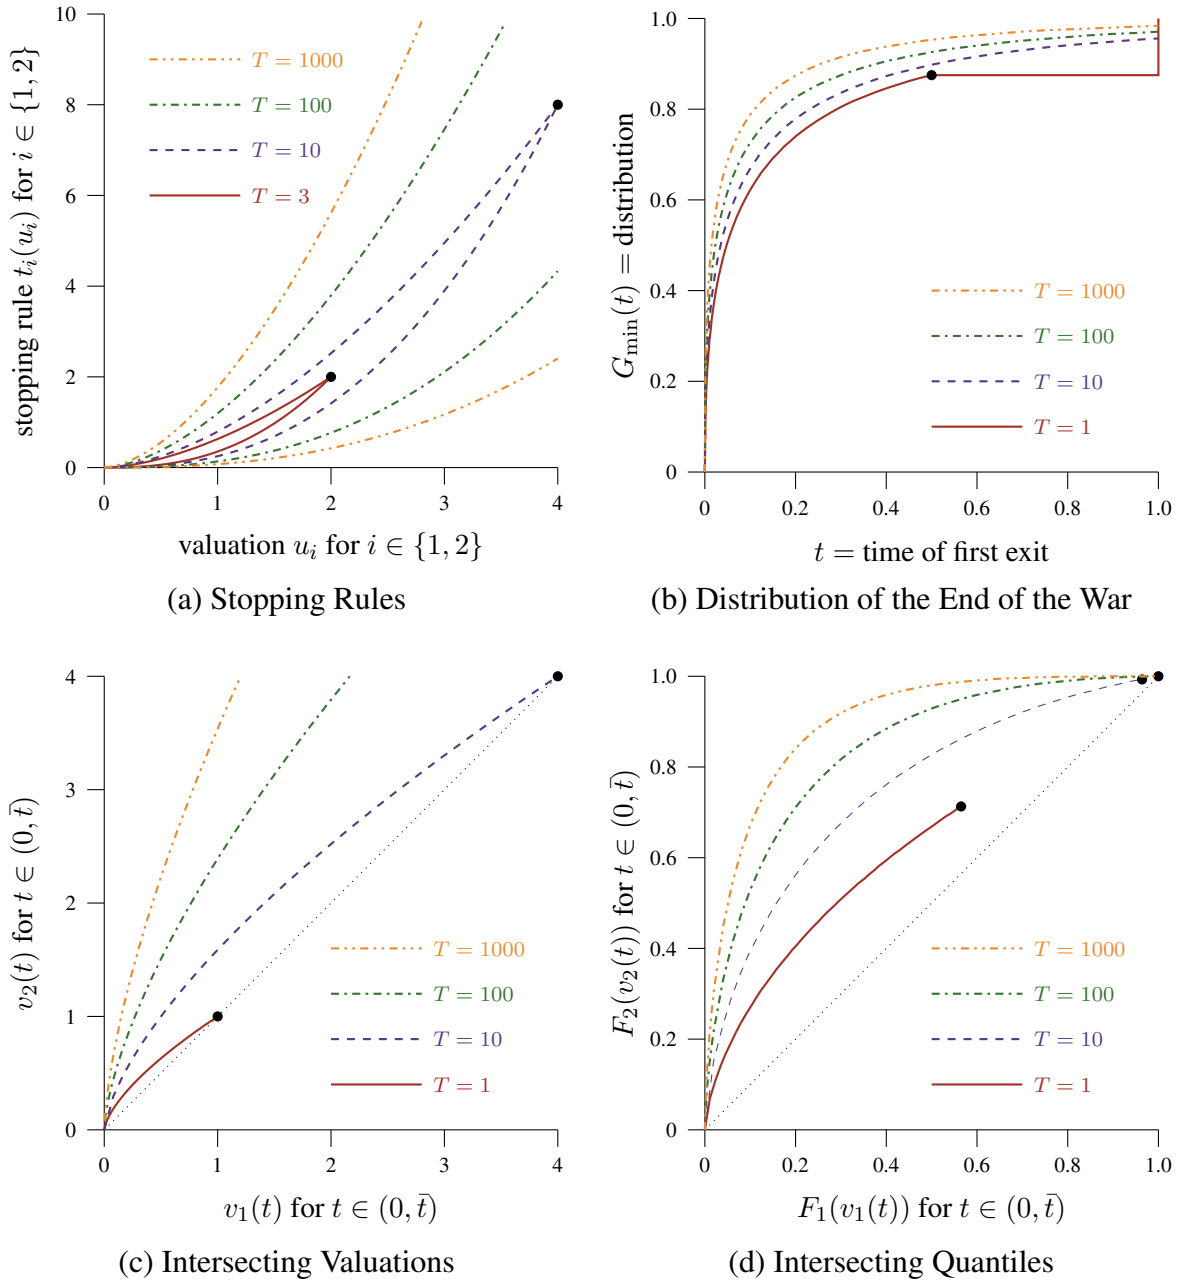 10
8
6
4
2
0
0
1
2
3
4
T = 1000
T = 100
T = 10
T = 3
stopping rule t_i(u_i) for i ∈ {1, 2}
valuation u_i for i ∈ {1, 2}
(a) Stopping Rules
1.0
0.8
0.6
0.4
0.2
0
0
0.2
0.4
0.6
0.8
1.0
T = 1000
T = 100
T = 10
T = 1
G_min(t) = distribution
t = time of first exit
(b) Distribution of the End of the War
4
3
2
1
0
0
1
2
3
4
T = 1000
T = 100
T = 10
T = 1
v_2(t) for t ∈ (0, t̄)
v_1(t) for t ∈ (0, t̄)
(c) Intersecting Valuations
1.0
0.8
0.6
0.4
0.2
0
0
0.2
0.4
0.6
0.8
1.0
T = 1000
T = 100
T = 10
T = 1
F_2(v_2(t)) for t ∈ (0, t̄)
F_1(v_1(t)) for t ∈ (0, t̄)
(d) Intersecting Quantiles